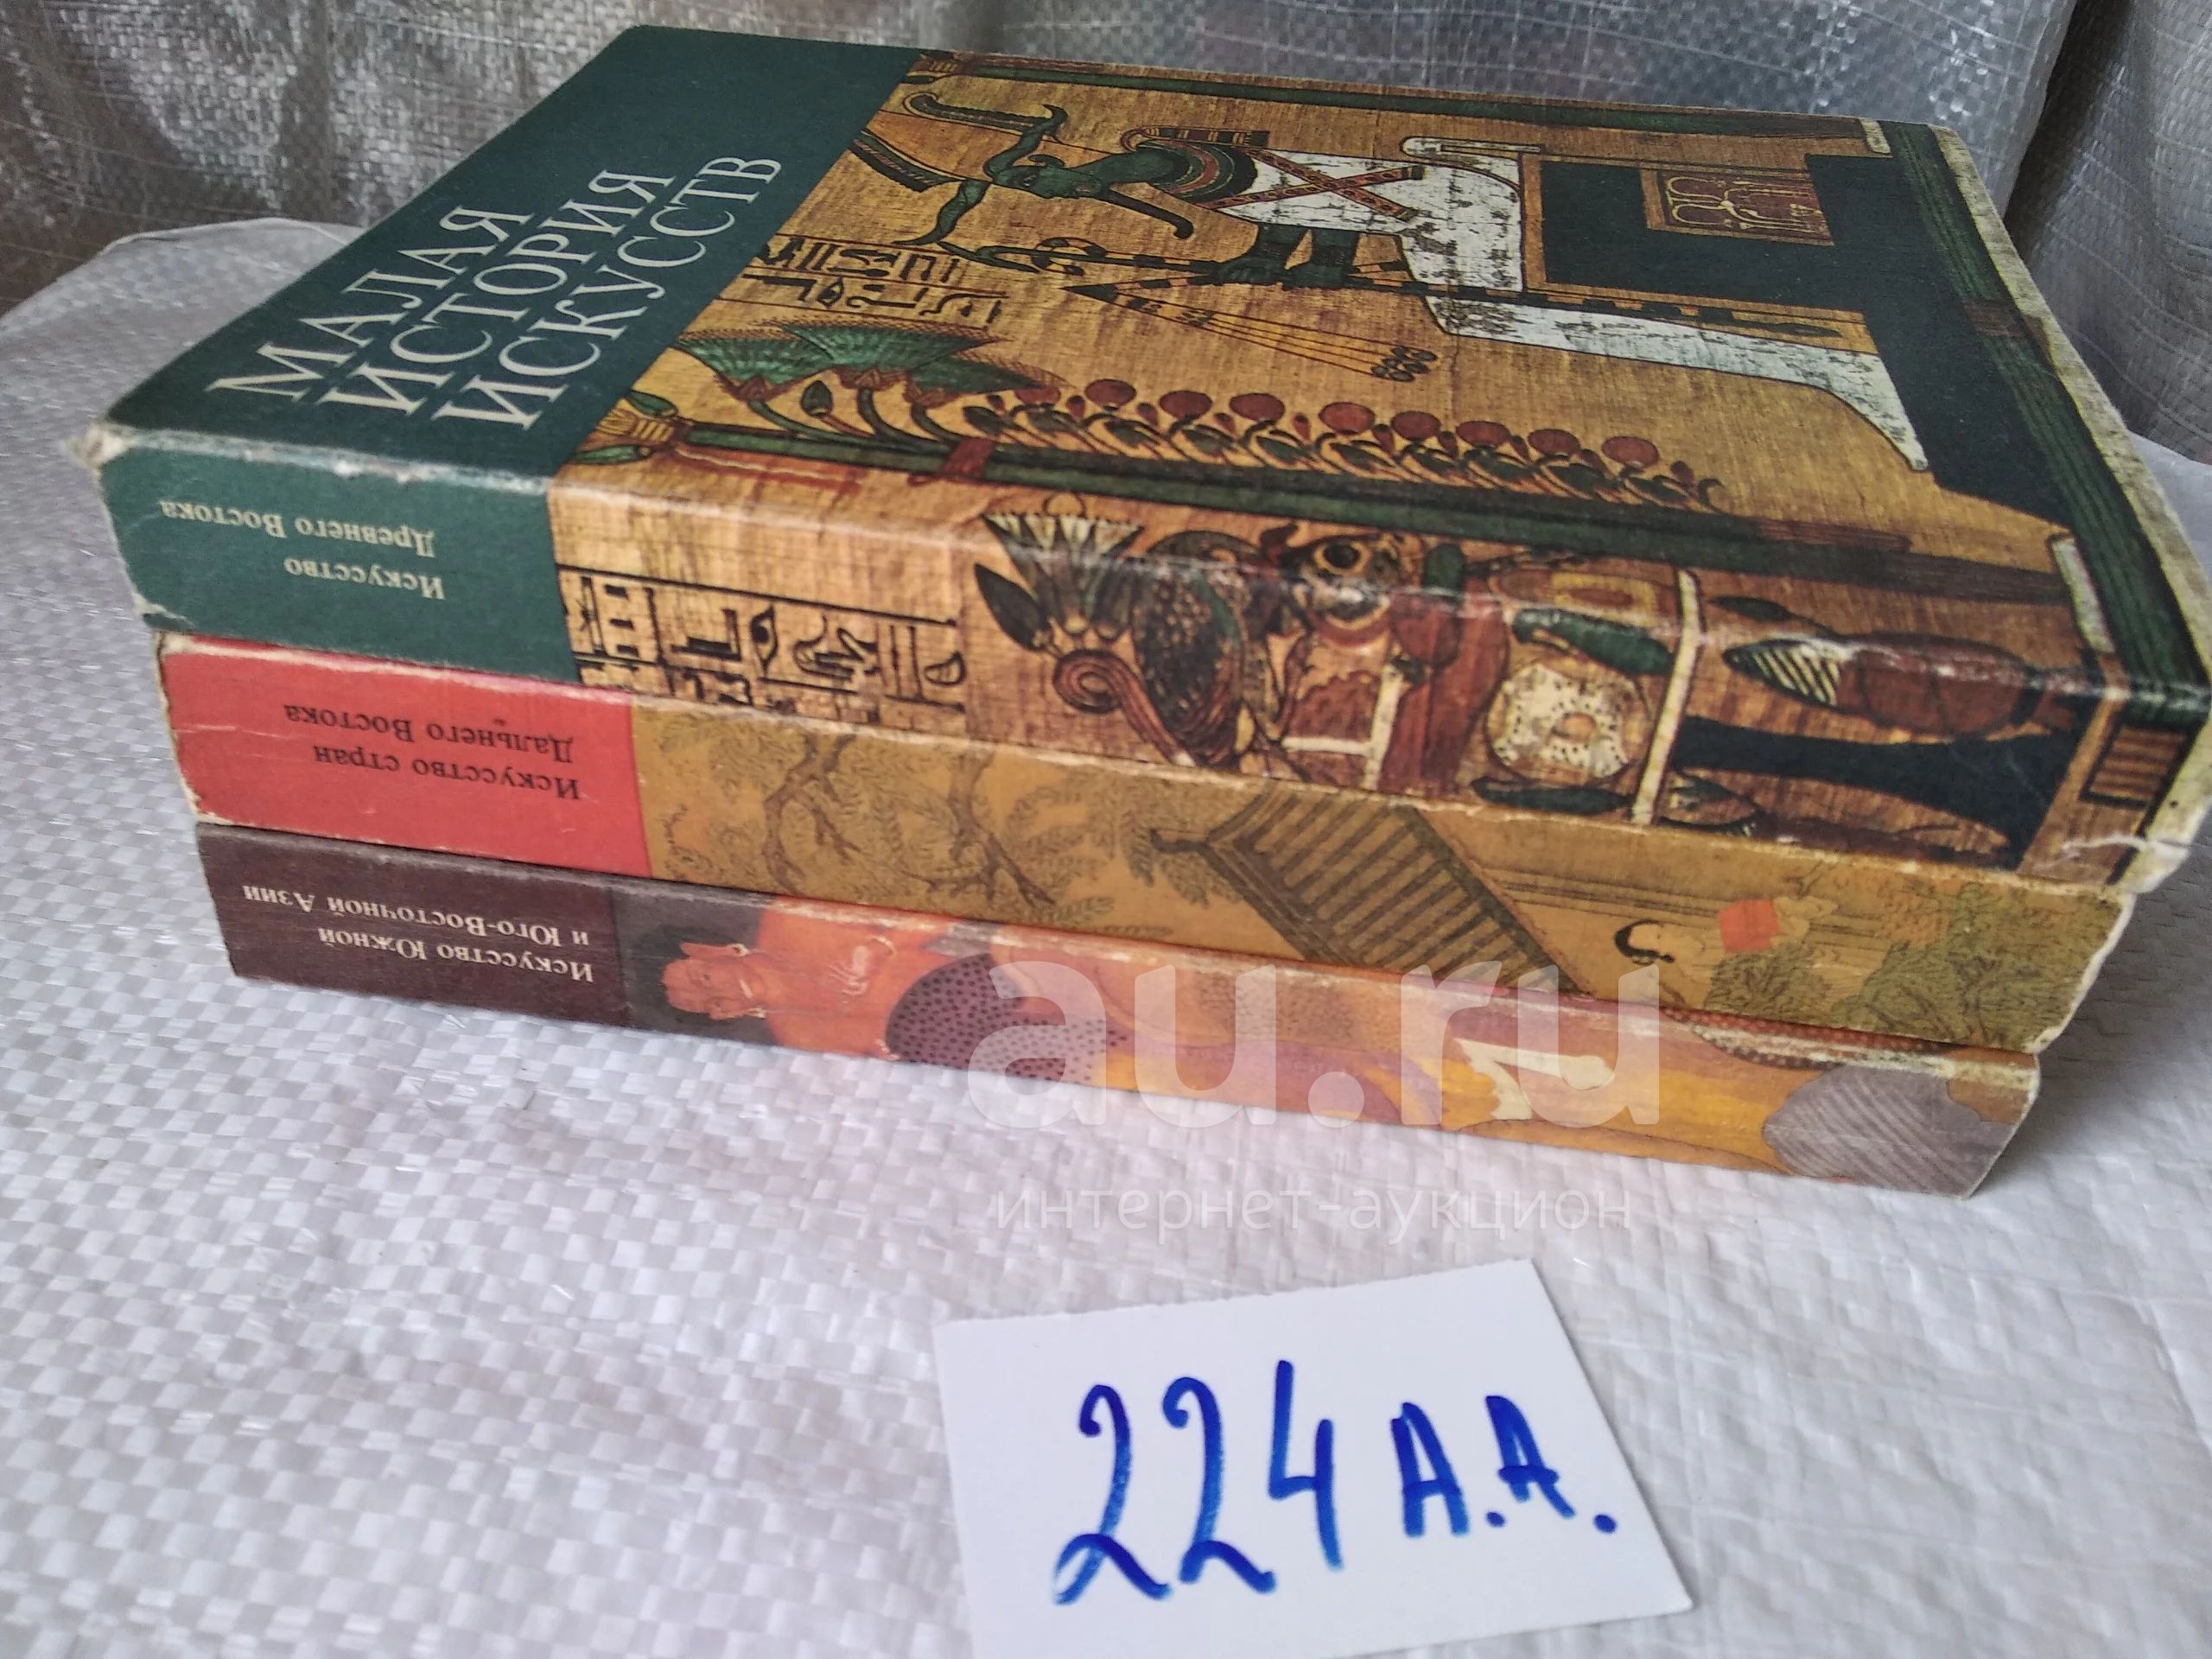 МАЛАЯ
ИСТОРИЯ
ИСКУССТВ
Искусство
Древнего Востока
Искусство стран
Дальнего Востока
Искусство Южной
и Юго-Восточной Азии
au.ru
интернет-аукцион
224 А.А.